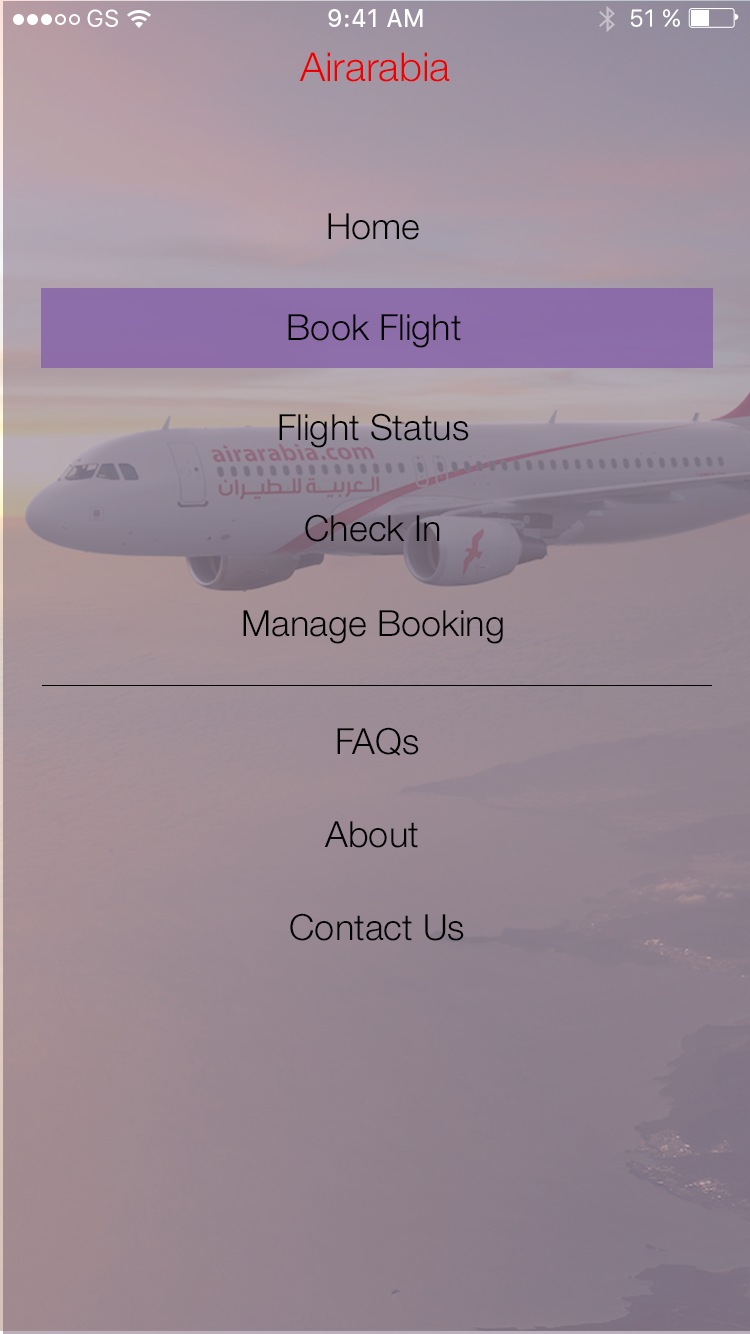 GS 9:41 AM 51 %
Airarabia
Home
Book Flight
Flight Status
airarabia.com
العربية للطيران
Check In
Manage Booking
FAQs
About
Contact Us